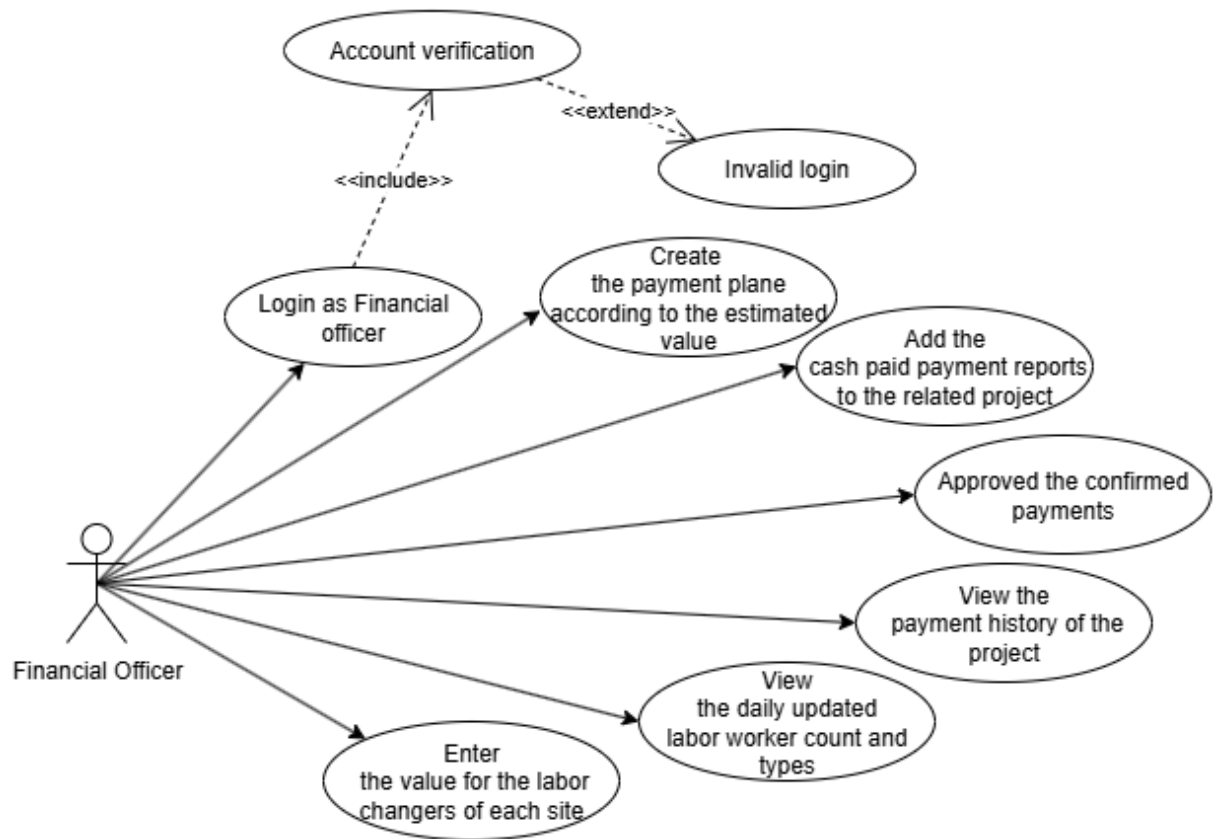 Account verification
<<extend>>
Invalid login
<<include>>
Login as Financial
officer
Create
the payment plane
according to the estimated
value
Add the
cash paid payment reports
to the related project
Approved the confirmed
payments
View the
payment history of the
project
Financial Officer
View
the daily updated
labor worker count and
types
Enter
the value for the labor
changers of each site